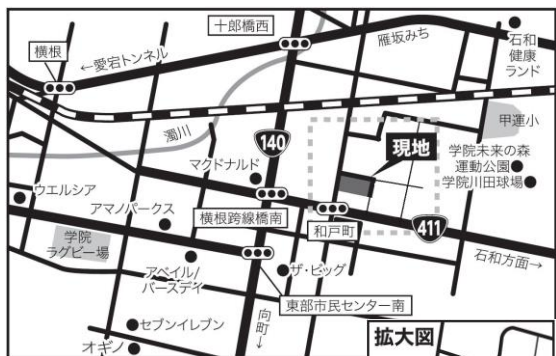 十郎橋西
横根
←愛宕トンネル
雁坂みち
石和
健康
ランド
濁川
甲運小
140
現地
マクドナルド
学院未来の森
運動公園
学院川田球場
ウエルシア
アマノパークス
横根跨線橋南
和戸町
411
石和方面→
学院
ラグビー場
アベイル/
バースデイ
ザ・ビッグ
東部市民センター南
向町↓
セブンイレブン
オギノ
拡大図